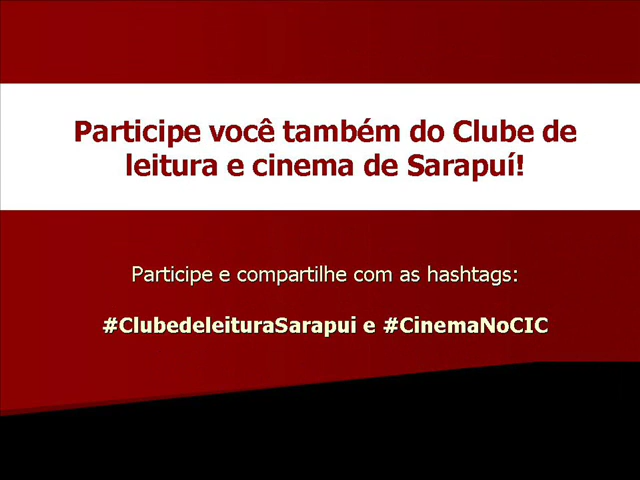 Participe você também do Clube de
leitura e cinema de Sarapuí!
Participe e compartilhe com as hashtags:
#ClubedeleituraSarapui e #CinemaNoCIC